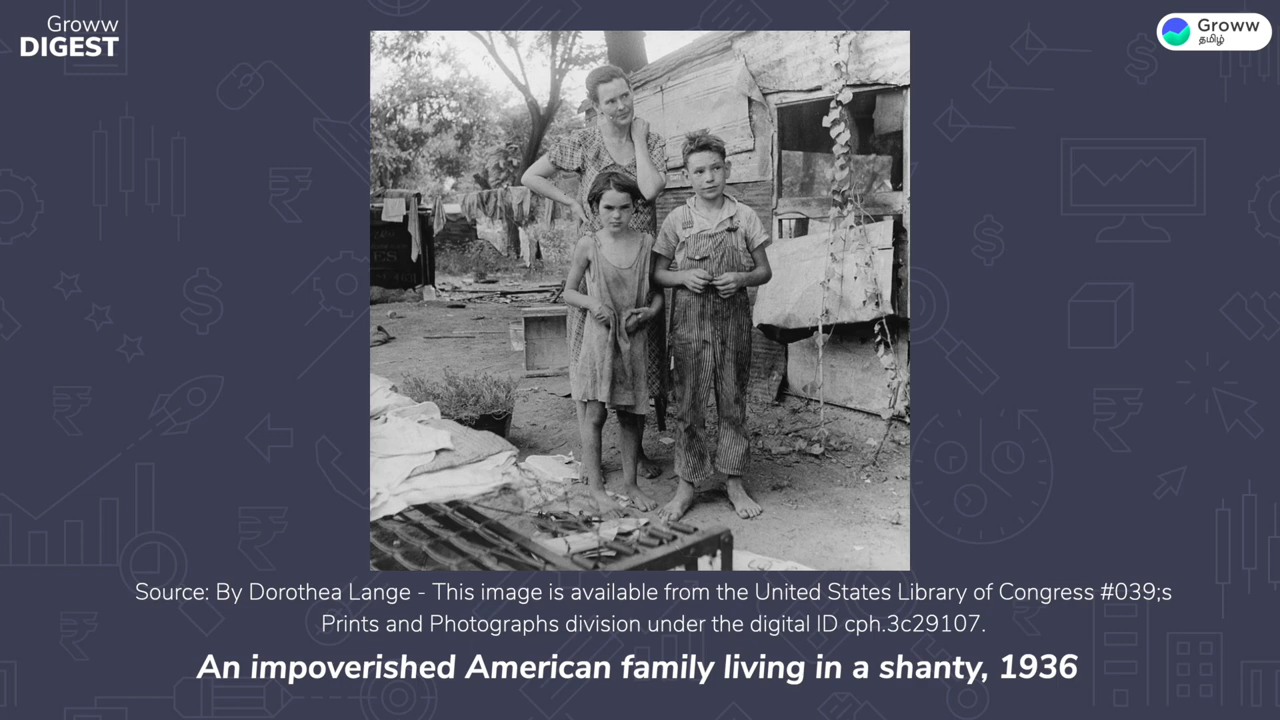 Groww
DIGEST
Groww
தமிழ்
Source: By Dorothea Lange - This image is available from the United States Library of Congress #039;s
Prints and Photographs division under the digital ID cph.3c29107.
An impoverished American family living in a shanty, 1936